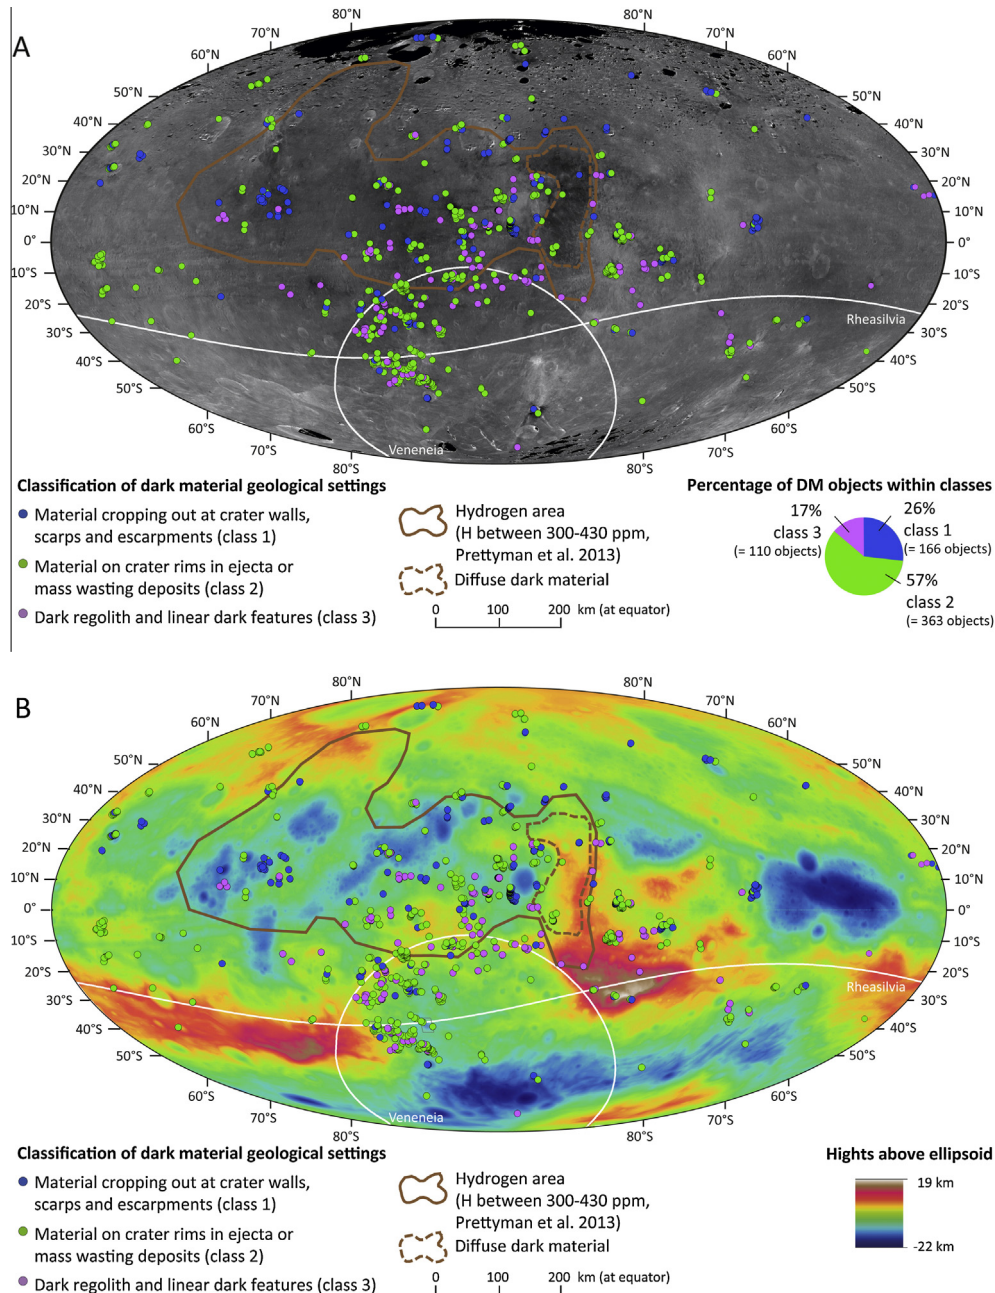 A
80°N
80°N
70°N
70°N
60°N
60°N
50°N
50°N
40°N
40°N
30°N
30°N
20°N
20°N
10°N
10°N
0°
0°
10°S
10°S
20°S
20°S
Rheasilvia
30°S
30°S
40°S
40°S
50°S
50°S
60°S
60°S
70°S
70°S
Veneneia
80°S
80°S
Classification of dark material geological settings
Material cropping out at crater walls,
scarps and escarpments (class 1)
Material on crater rims in ejecta or
mass wasting deposits (class 2)
Dark regolith and linear dark features (class 3)
Hydrogen area
(H between 300-430 ppm,
Prettyman et al. 2013)
Diffuse dark material
0 100 200 km (at equator)
Percentage of DM objects within classes
17%
class 3
(= 110 objects)
26%
class 1
(= 166 objects)
57%
class 2
(= 363 objects)
B
80°N
80°N
70°N
70°N
60°N
60°N
50°N
50°N
40°N
40°N
30°N
30°N
20°N
20°N
10°N
10°N
0°
0°
10°S
10°S
20°S
20°S
Rheasilvia
30°S
30°S
40°S
40°S
50°S
50°S
60°S
60°S
70°S
70°S
Veneneia
80°S
80°S
Classification of dark material geological settings
Material cropping out at crater walls,
scarps and escarpments (class 1)
Material on crater rims in ejecta or
mass wasting deposits (class 2)
Dark regolith and linear dark features (class 3)
Hydrogen area
(H between 300-430 ppm,
Prettyman et al. 2013)
Diffuse dark material
0 100 200 km (at equator)
Hights above ellipsoid
19 km
-22 km